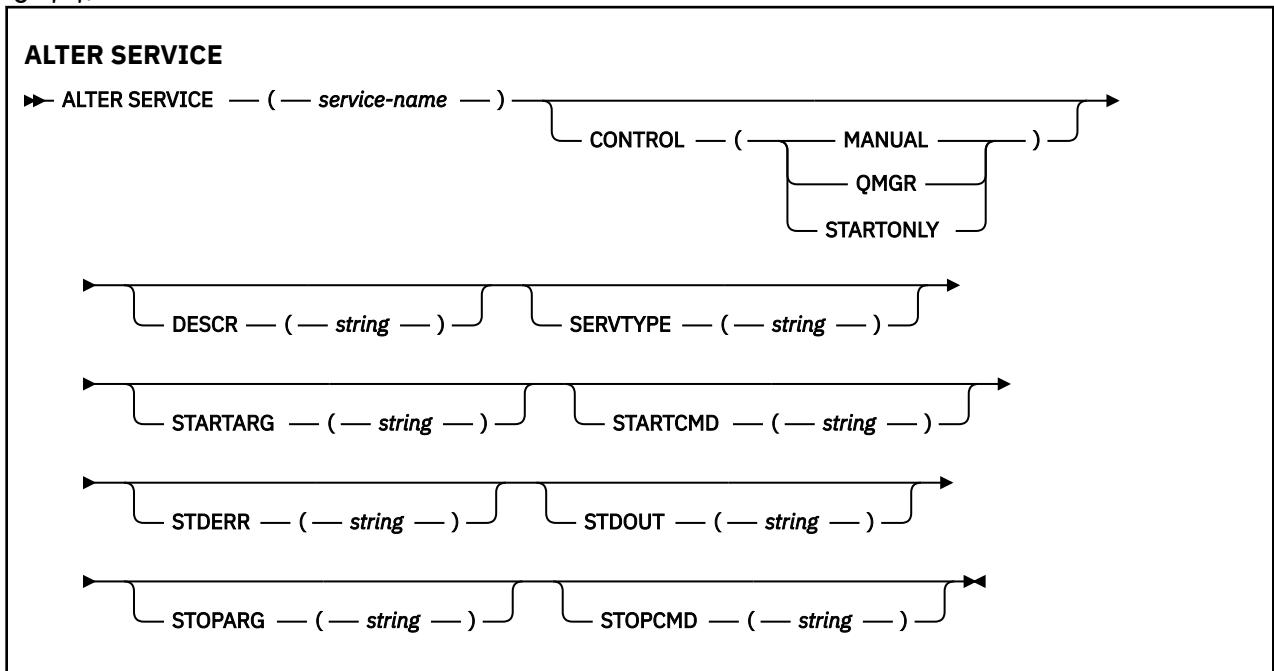 ALTER SERVICE
ALTER SERVICE ( service-name )
CONTROL ( MANUAL )
QMGR
STARTONLY
DESCR ( string ) SERVTYPE ( string )
STARTARG ( string ) STARTCMD ( string )
STDERR ( string ) STDOUT ( string )
STOPARG ( string ) STOPCMD ( string )